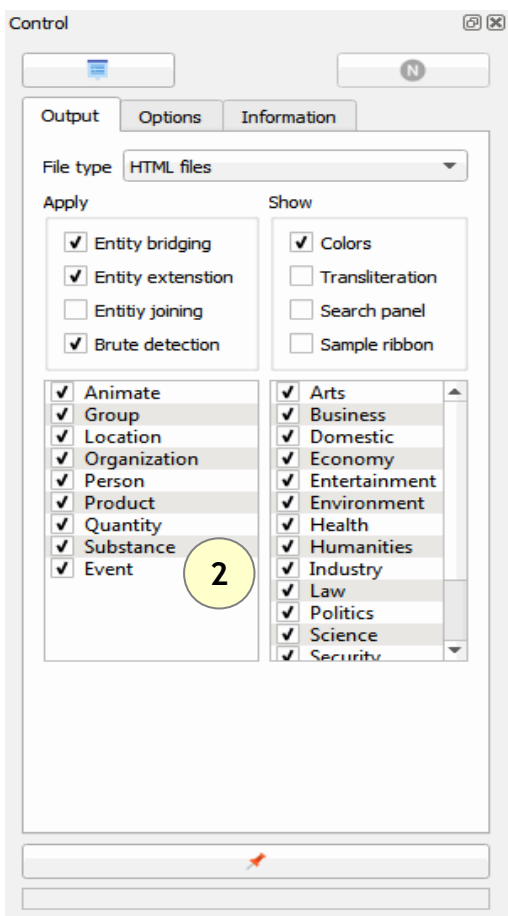 Control
N
Output Options Information
File type HTML files
Apply Show
Entity bridging
Entity extenstion
Entitiy joining
Brute detection
Colors
Transliteration
Search panel
Sample ribbon
Animate
Group
Location
Organization
Person
Product
Quantity
Substance
Event
2
Arts
Business
Domestic
Economy
Entertainment
Environment
Health
Humanities
Industry
Law
Politics
Science
Security